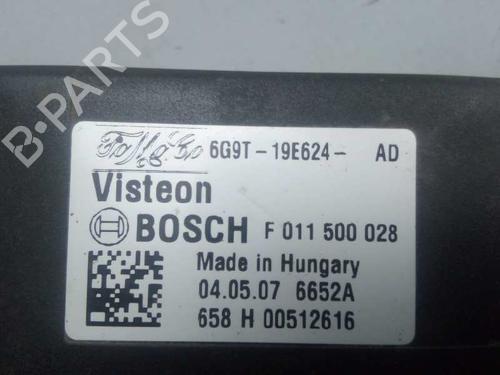 FoMoCo 6G9T-19E624- AD
Visteon
BOSCH F 011 500 028
Made in Hungary
04.05.07 6652A
658 H 00512616
B-PARTS